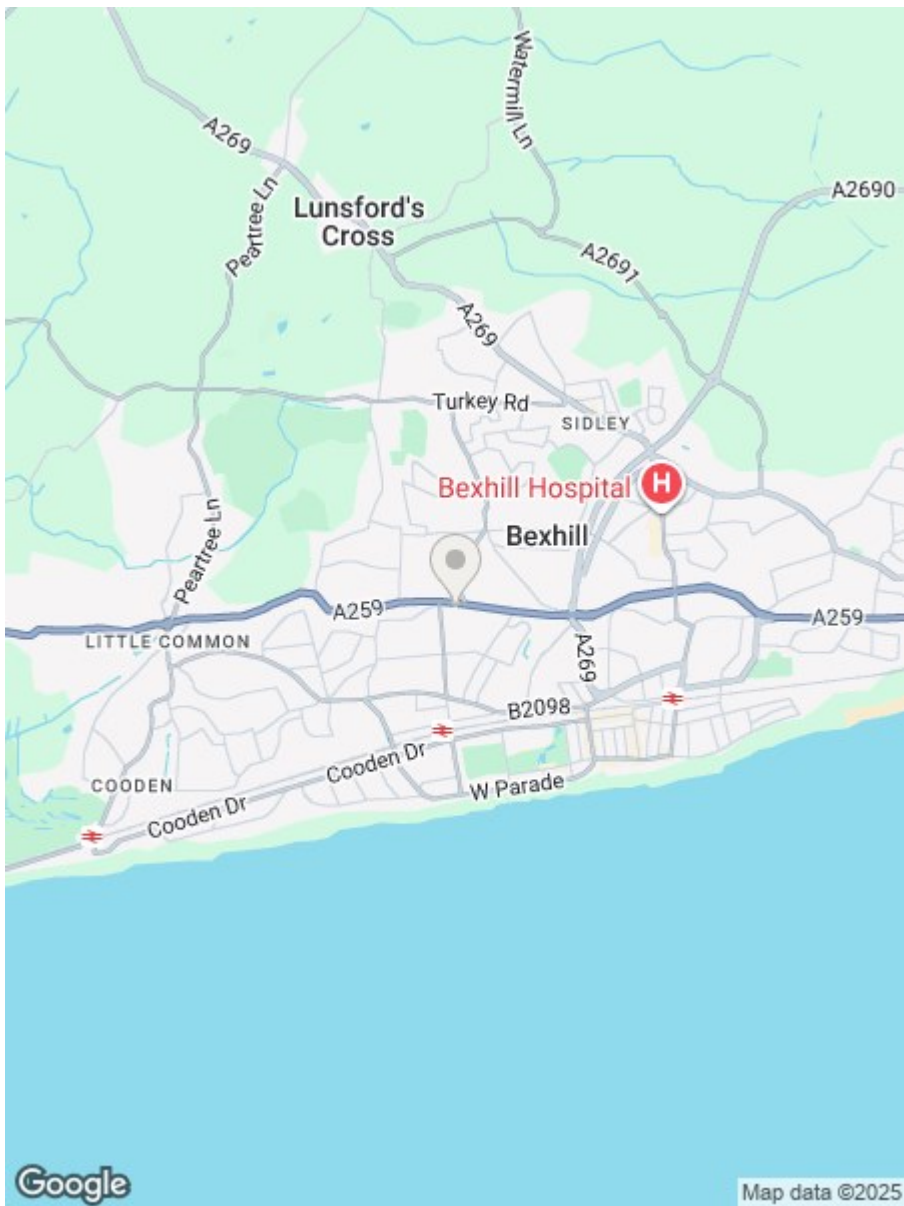 Watermill Ln
A269
A2690
Lunsford's
Cross
Peartree Ln
A2691
A269
Turkey Rd
SIDLEY
Bexhill Hospital
H
Bexhill
Peartree Ln
A259
A259
LITTLE COMMON
A269
B2098
Cooden Dr
W Parade
COODEN
Cooden Dr
Google
Map data ©2025